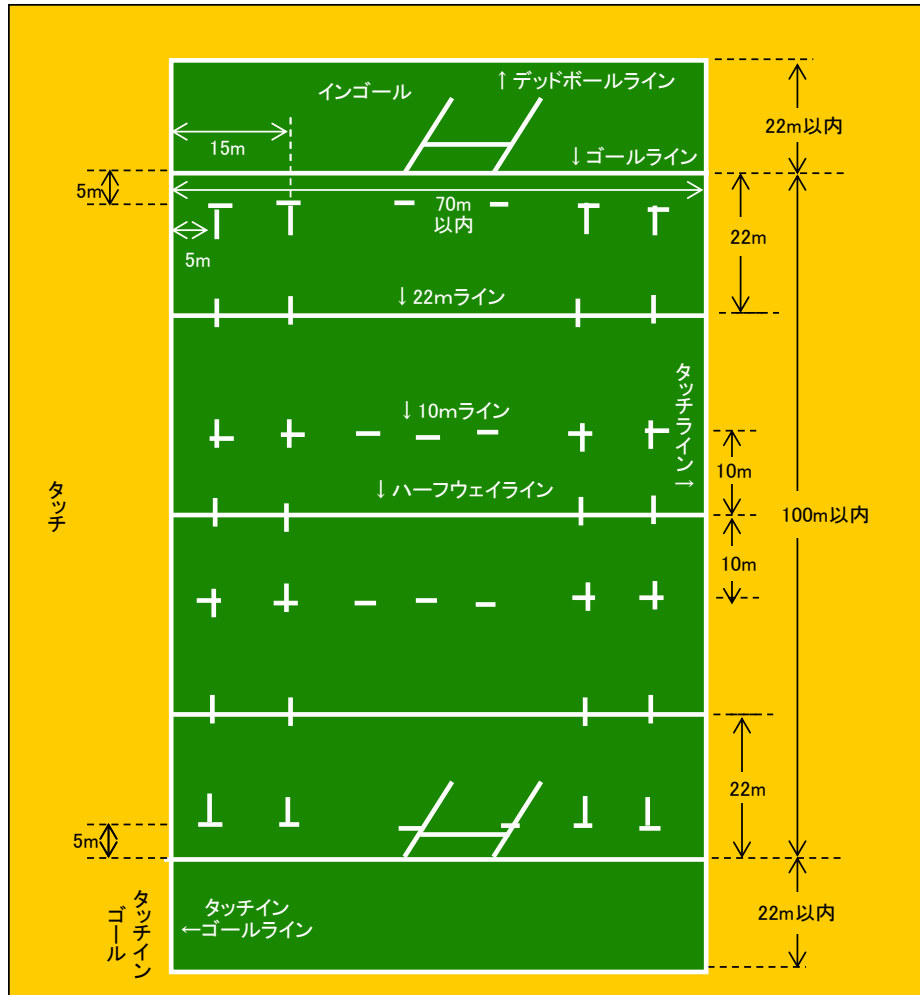 インゴール
↑デッドボールライン
22m以内
15m
↓ゴールライン
5m
70m
以内
22m
5m
↓22mライン
タッチライン→
↓10mライン
10m
タッチ
↓ハーフウェイライン
100m以内
10m
22m
5m
タッチイン
ゴール
タッチイン
←ゴールライン
22m以内